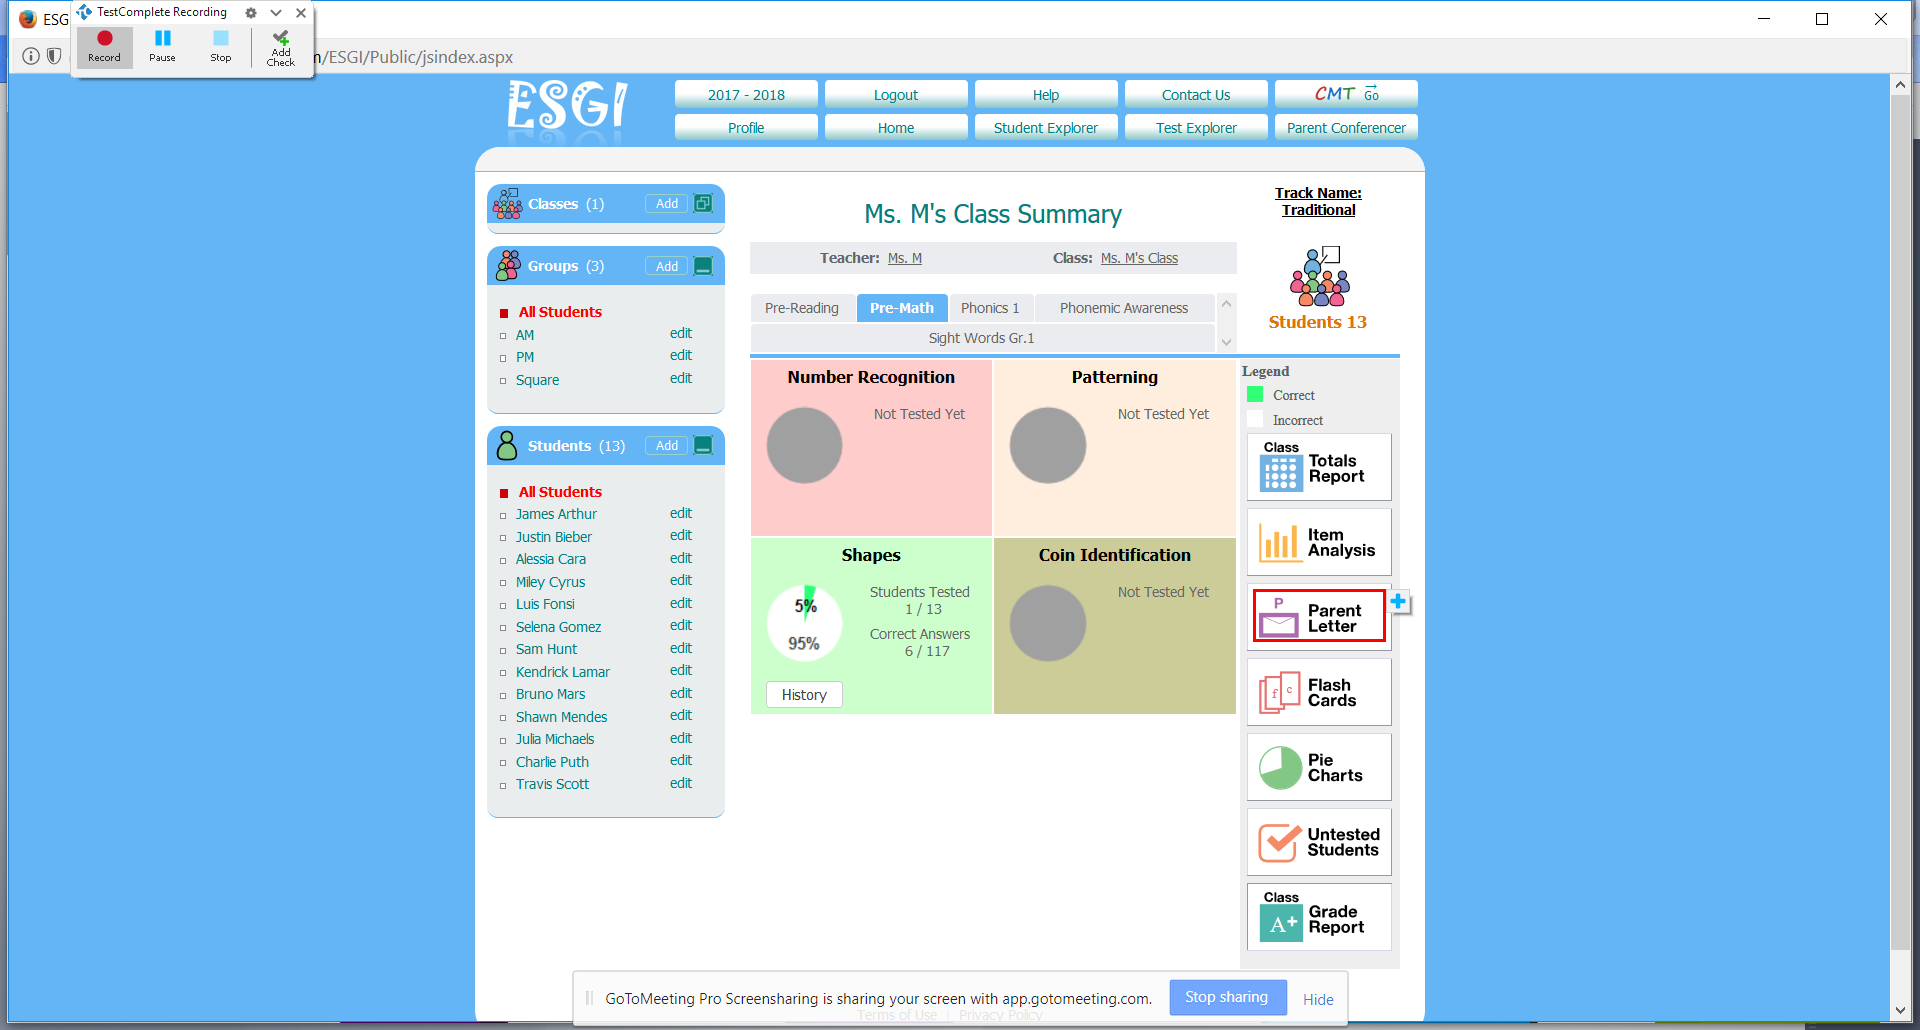 ESG
TestComplete Recording
Record
Pause
Stop
Add
Check
/ESGI/Public/jsindex.aspx
ESGI
2017 - 2018
Logout
Help
Contact Us
CMT Go
Profile
Home
Student Explorer
Test Explorer
Parent Conferencer
Classes (1)
Add
Groups (3)
Add
All Students
AM edit
PM edit
Square edit
Students (13)
Add
All Students
James Arthur edit
Justin Bieber edit
Alessia Cara edit
Miley Cyrus edit
Luis Fonsi edit
Selena Gomez edit
Sam Hunt edit
Kendrick Lamar edit
Bruno Mars edit
Shawn Mendes edit
Julia Michaels edit
Charlie Puth edit
Travis Scott edit
Ms. M's Class Summary
Teacher: Ms. M Class: Ms. M's Class
Pre-Reading
Pre-Math
Phonics 1
Phonemic Awareness
Sight Words Gr.1
Number Recognition
Not Tested Yet
Patterning
Not Tested Yet
Shapes
5%
95%
Students Tested
1 / 13
Correct Answers
6 / 117
History
Coin Identification
Not Tested Yet
Track Name:
Traditional
Students 13
Legend
Correct
Incorrect
Class
Totals
Report
Item
Analysis
P
Parent
Letter
f c
Flash
Cards
Pie
Charts
Untested
Students
Class
A+
Grade
Report
GoToMeeting Pro Screensharing is sharing your screen with app.gotomeeting.com.
Stop sharing
Hide
Terms of Use | Privacy Policy